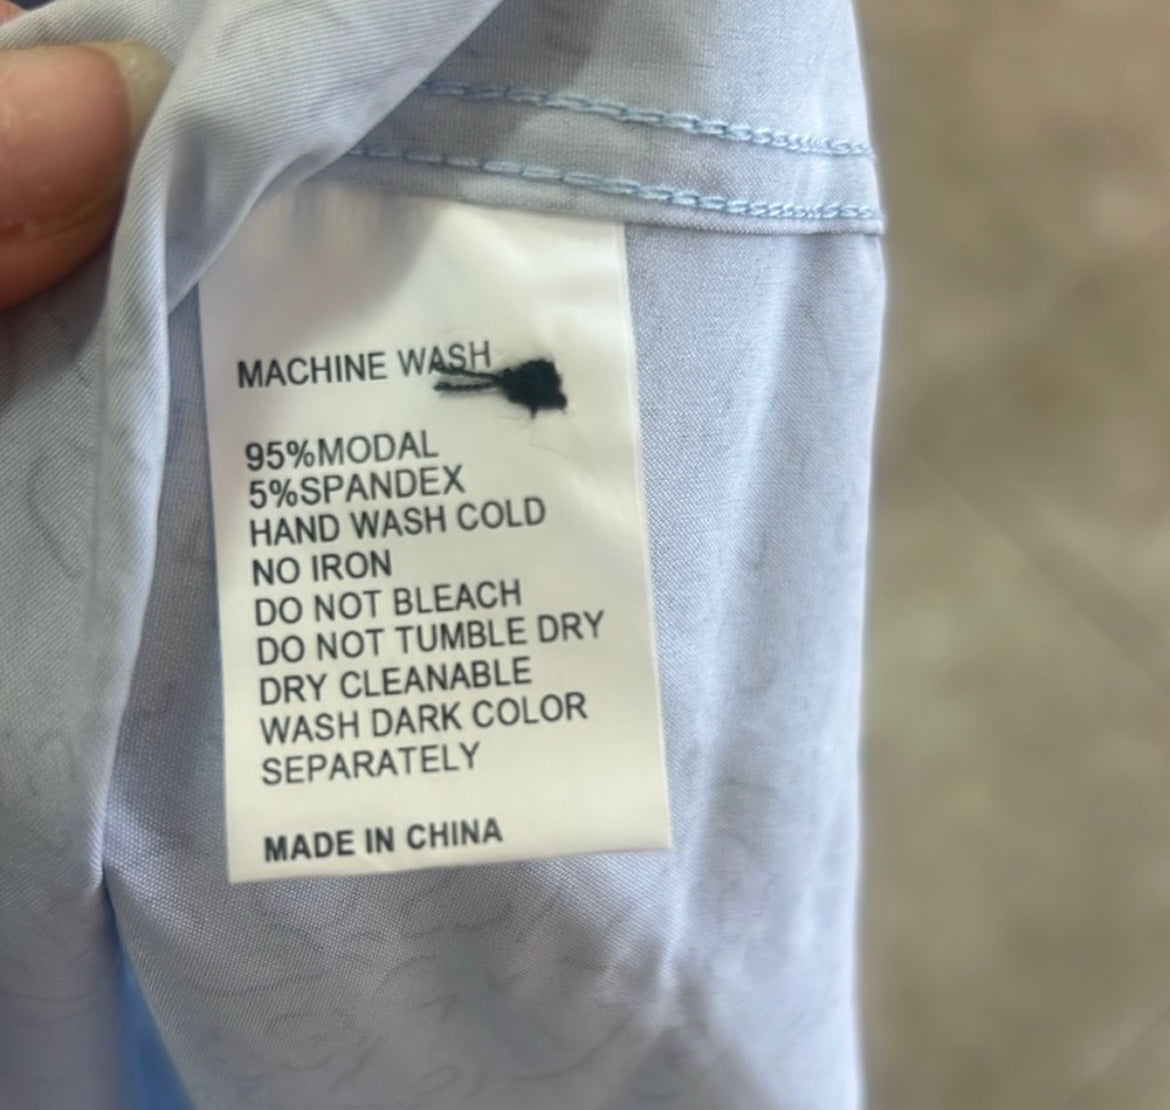 MACHINE WASH
95%MODAL
5%SPANDEX
HAND WASH COLD
NO IRON
DO NOT BLEACH
DO NOT TUMBLE DRY
DRY CLEANABLE
WASH DARK COLOR
SEPARATELY
MADE IN CHINA